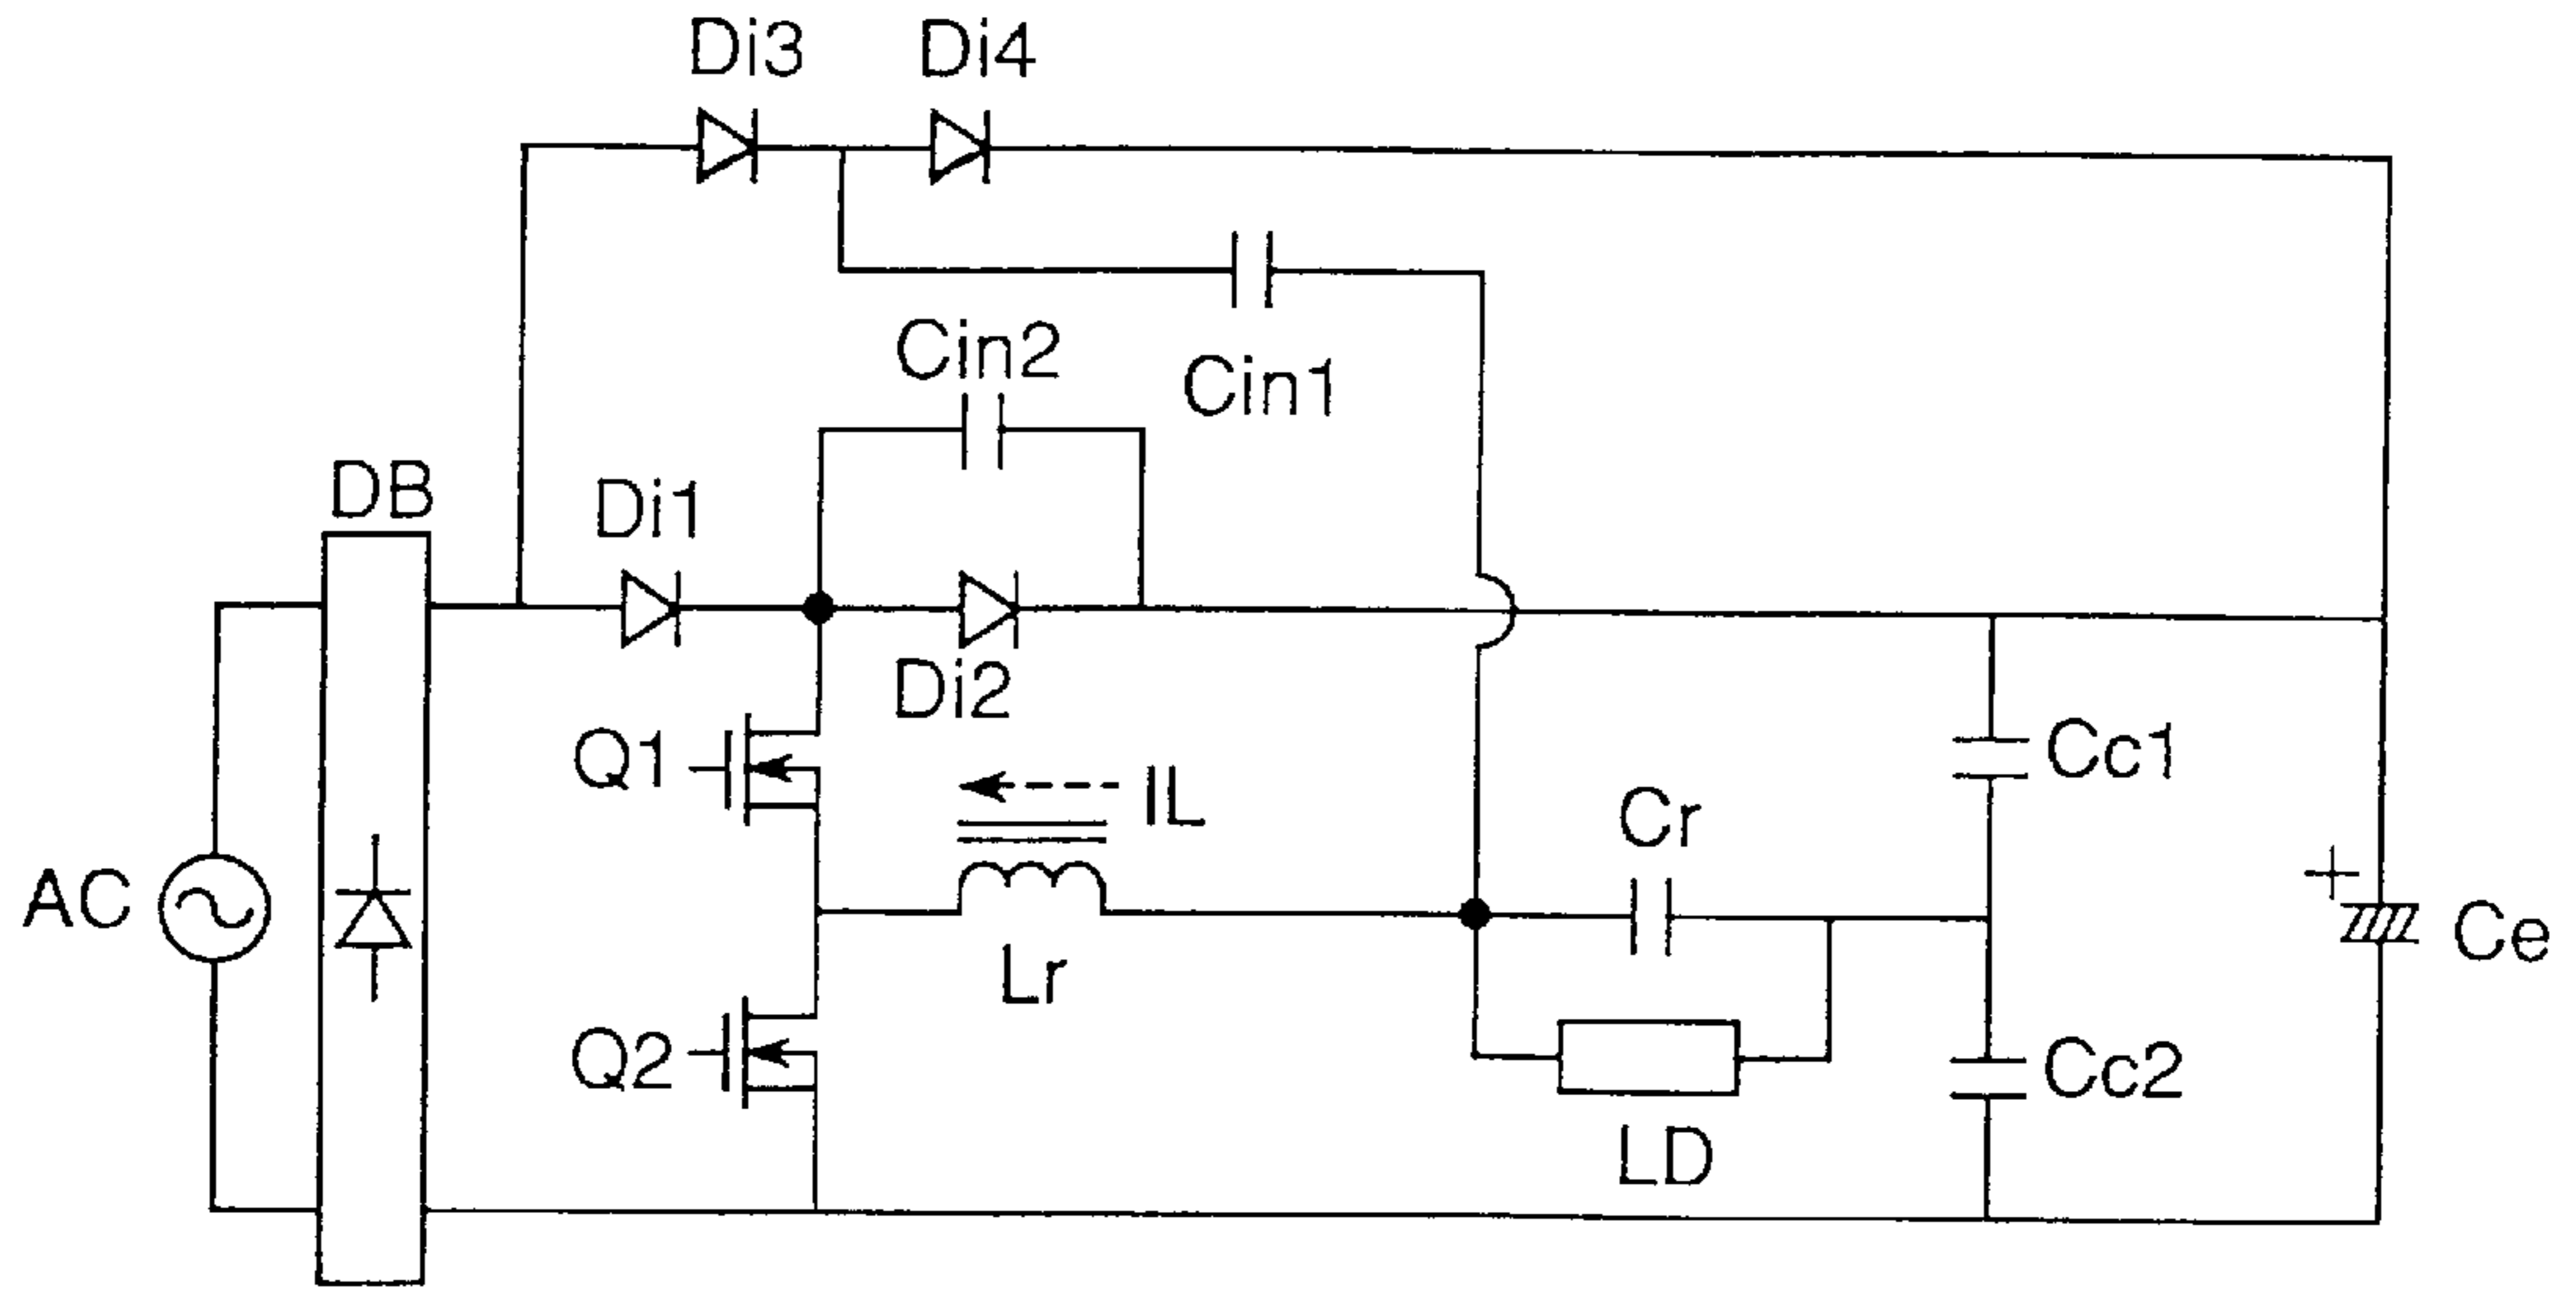 Di3
Di4
Cin2
Cin1
DB
Di1
Di2
Q1
IL
Cc1
Cr
AC
+
Ce
Lr
Q2
Cc2
LD